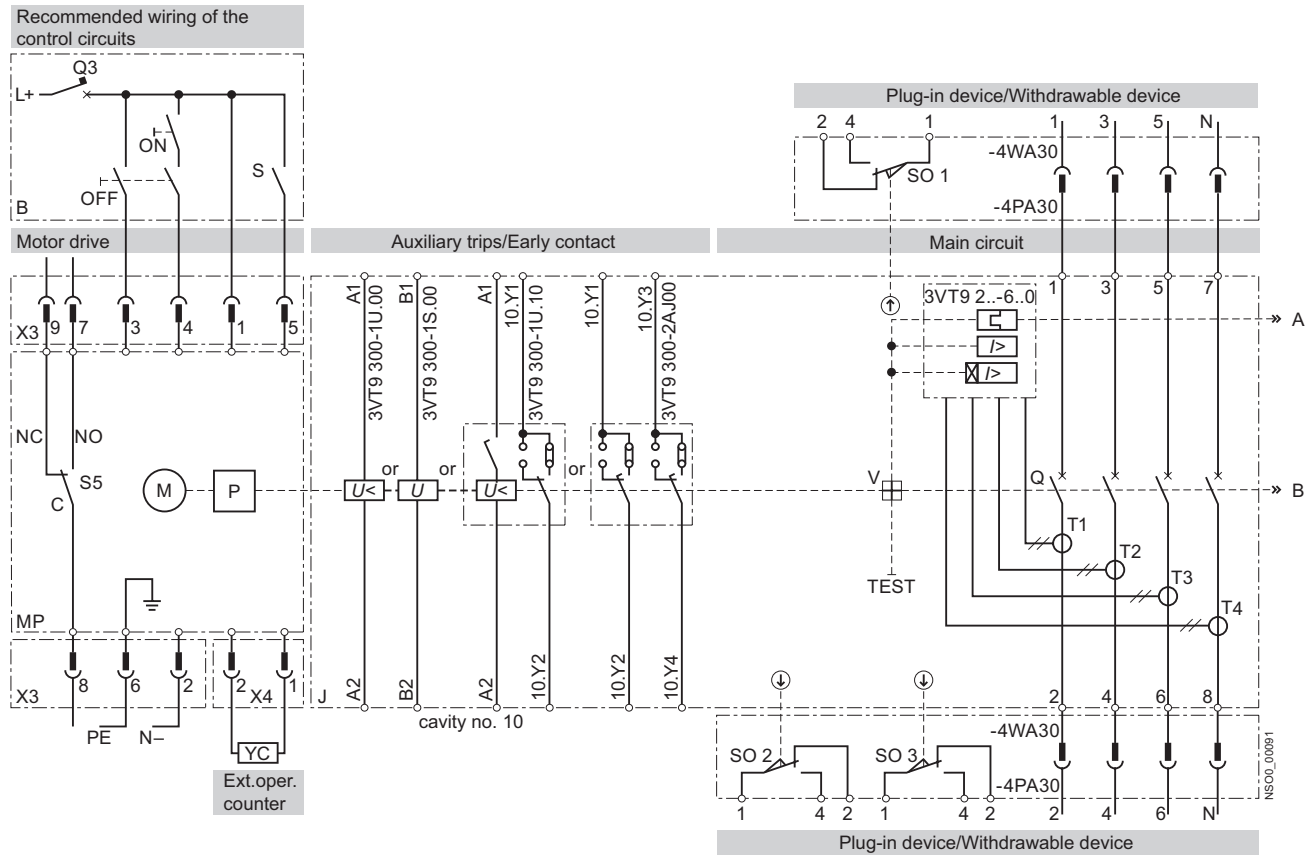 Recommended wiring of the
control circuits
Q3
L+
ON
OFF
S
B
Plug-in device/Withdrawable device
2 4 1 1 3 5 N
-4WA30
SO 1
-4PA30
Motor drive
Auxiliary trips/Early contact
Main circuit
X3
9 7 3 4 1 5
A1
3VT9 300-1U.00
B1
3VT9 300-1S.00
A1
10.Y1
3VT9 300-1U.10
10.Y1
10.Y3
3VT9 300-2AJ00
3VT9 2..-6..0
I>
I>
1 3 5 7
A
NC
NO
S5
C
M
P
U<
or
U
or
U<
or
V
Q
B
T1
T2
T3
T4
TEST
MP
X3
8 6 2
2 1
X4
PE
N–
YC
Ext.oper.
counter
J
A2
B2
A2
10.Y2
10.Y2
10.Y4
cavity no. 10
2 4 6 8
-4WA30
SO 2
SO 3
-4PA30
1 4 2 1 4 2 2 4 6 N
NSO0_00091
Plug-in device/Withdrawable device